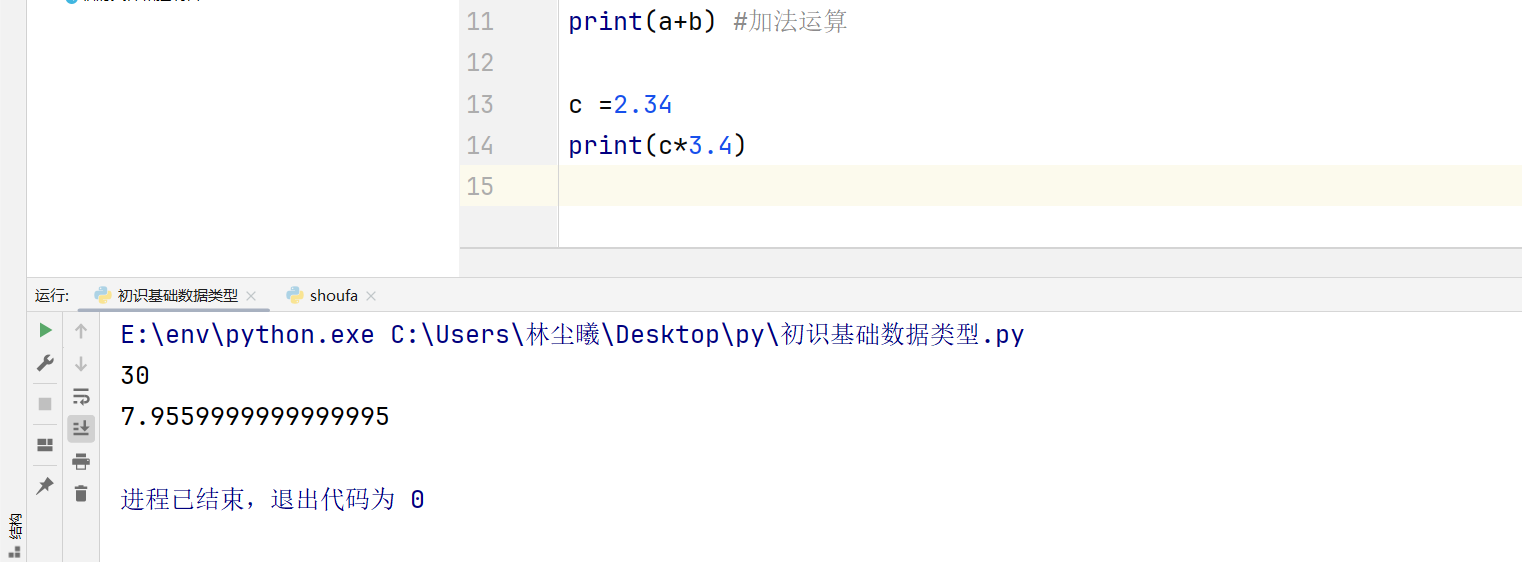 11 print(a+b) #加法运算
12
13 c =2.34
14 print(c*3.4)
15
运行: 初识基础数据类型 × shoufa ×
E:\env\python.exe C:\Users\林尘曦\Desktop\py\初识基础数据类型.py
30
7.9559999999999995
进程已结束，退出代码为 0
结构